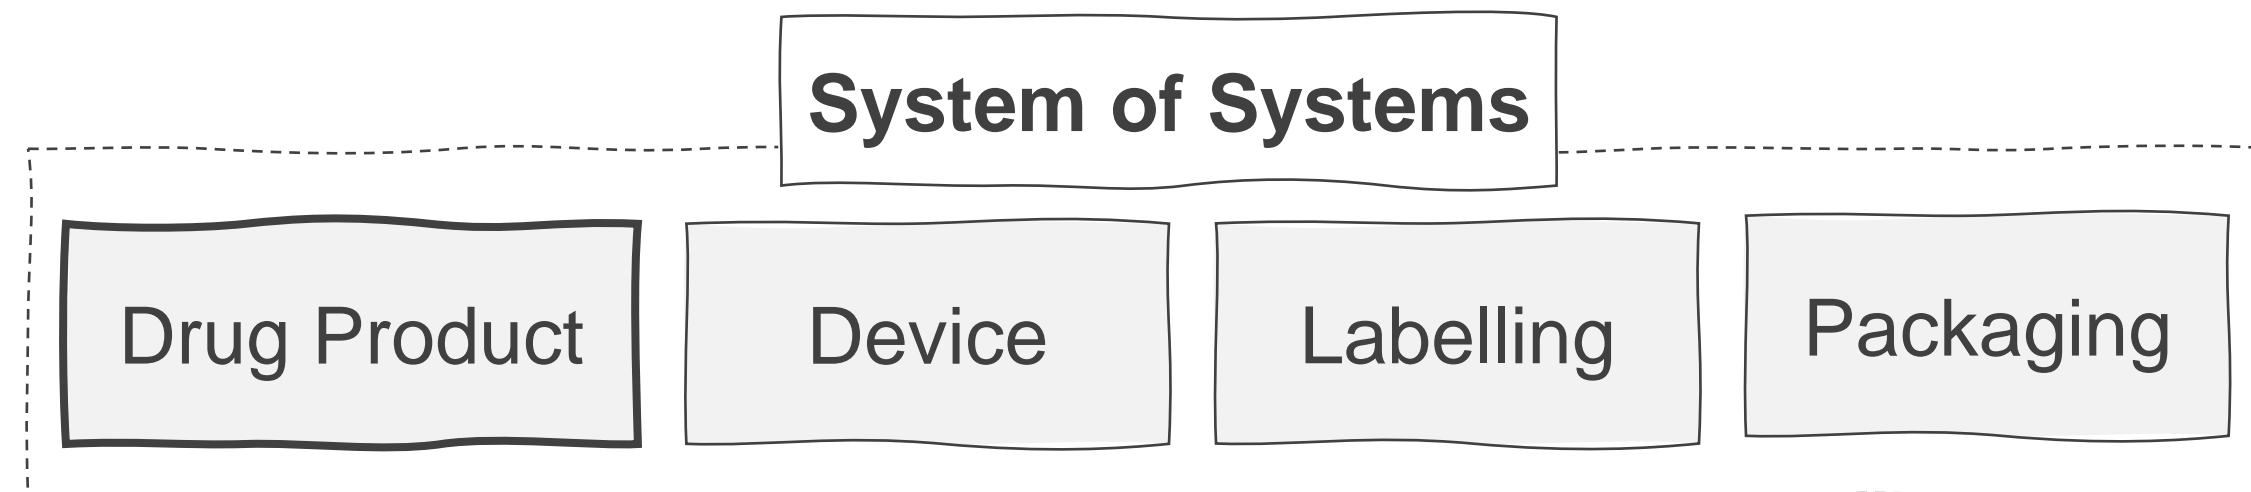 System of Systems
Drug Product
Device
Labelling
Packaging